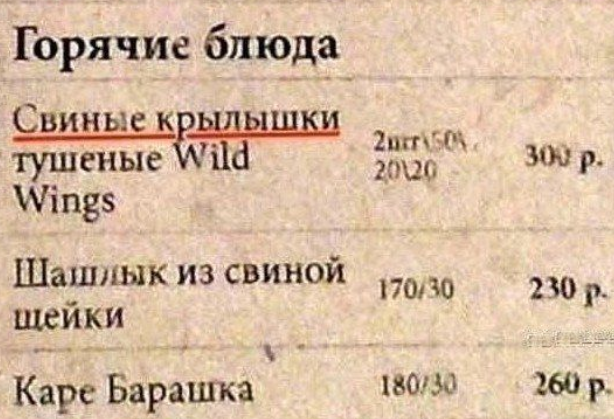 Горячие блюда
Свиные крылышки
тушеные Wild
Wings
2шт\50\
20\20
300 р.
Шашлык из свиной
щейки
170/30
230 р.
Каре Барашка
180/30
260 р.